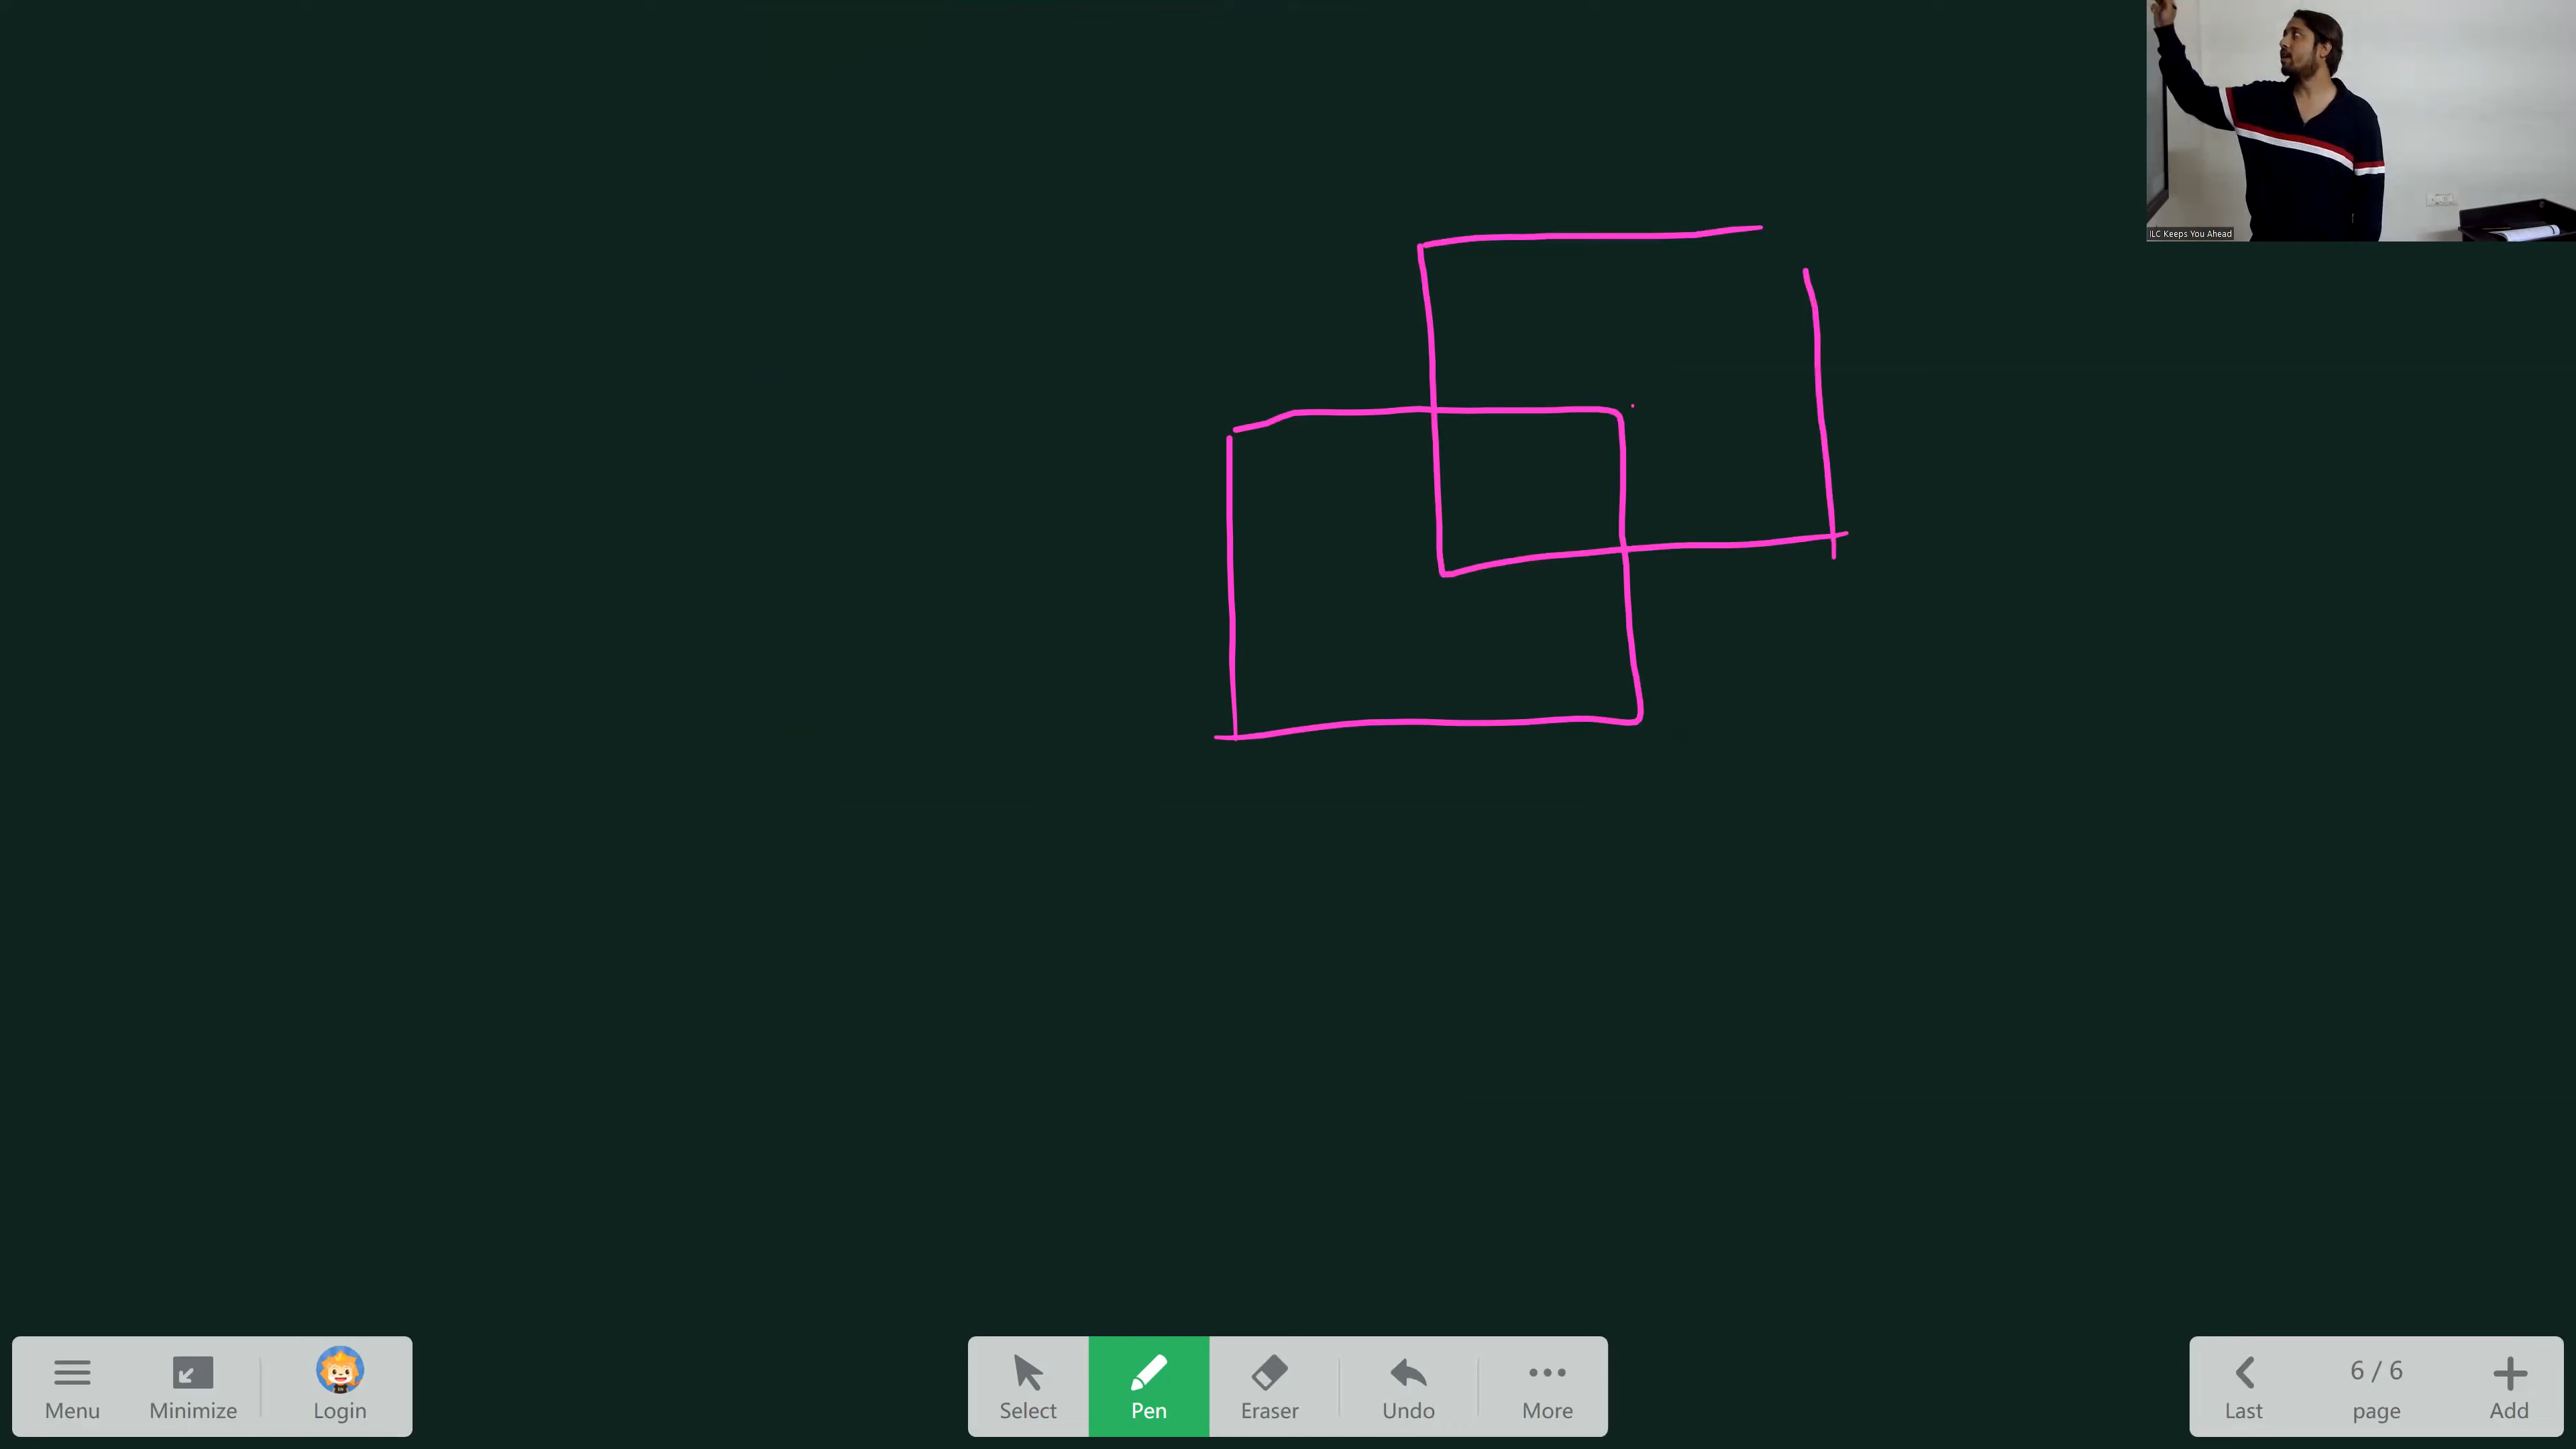 ILC Keeps You Ahead
Menu
Minimize
Login
Select
Pen
Eraser
Undo
More
Last
6 / 6
page
Add